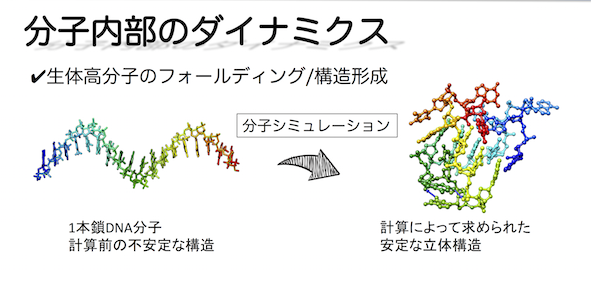 分子内部のダイナミクス
✔生体高分子のフォールディング/構造形成
分子シミュレーション
1本鎖DNA分子
計算前の不安定な構造
計算によって求められた
安定な立体構造